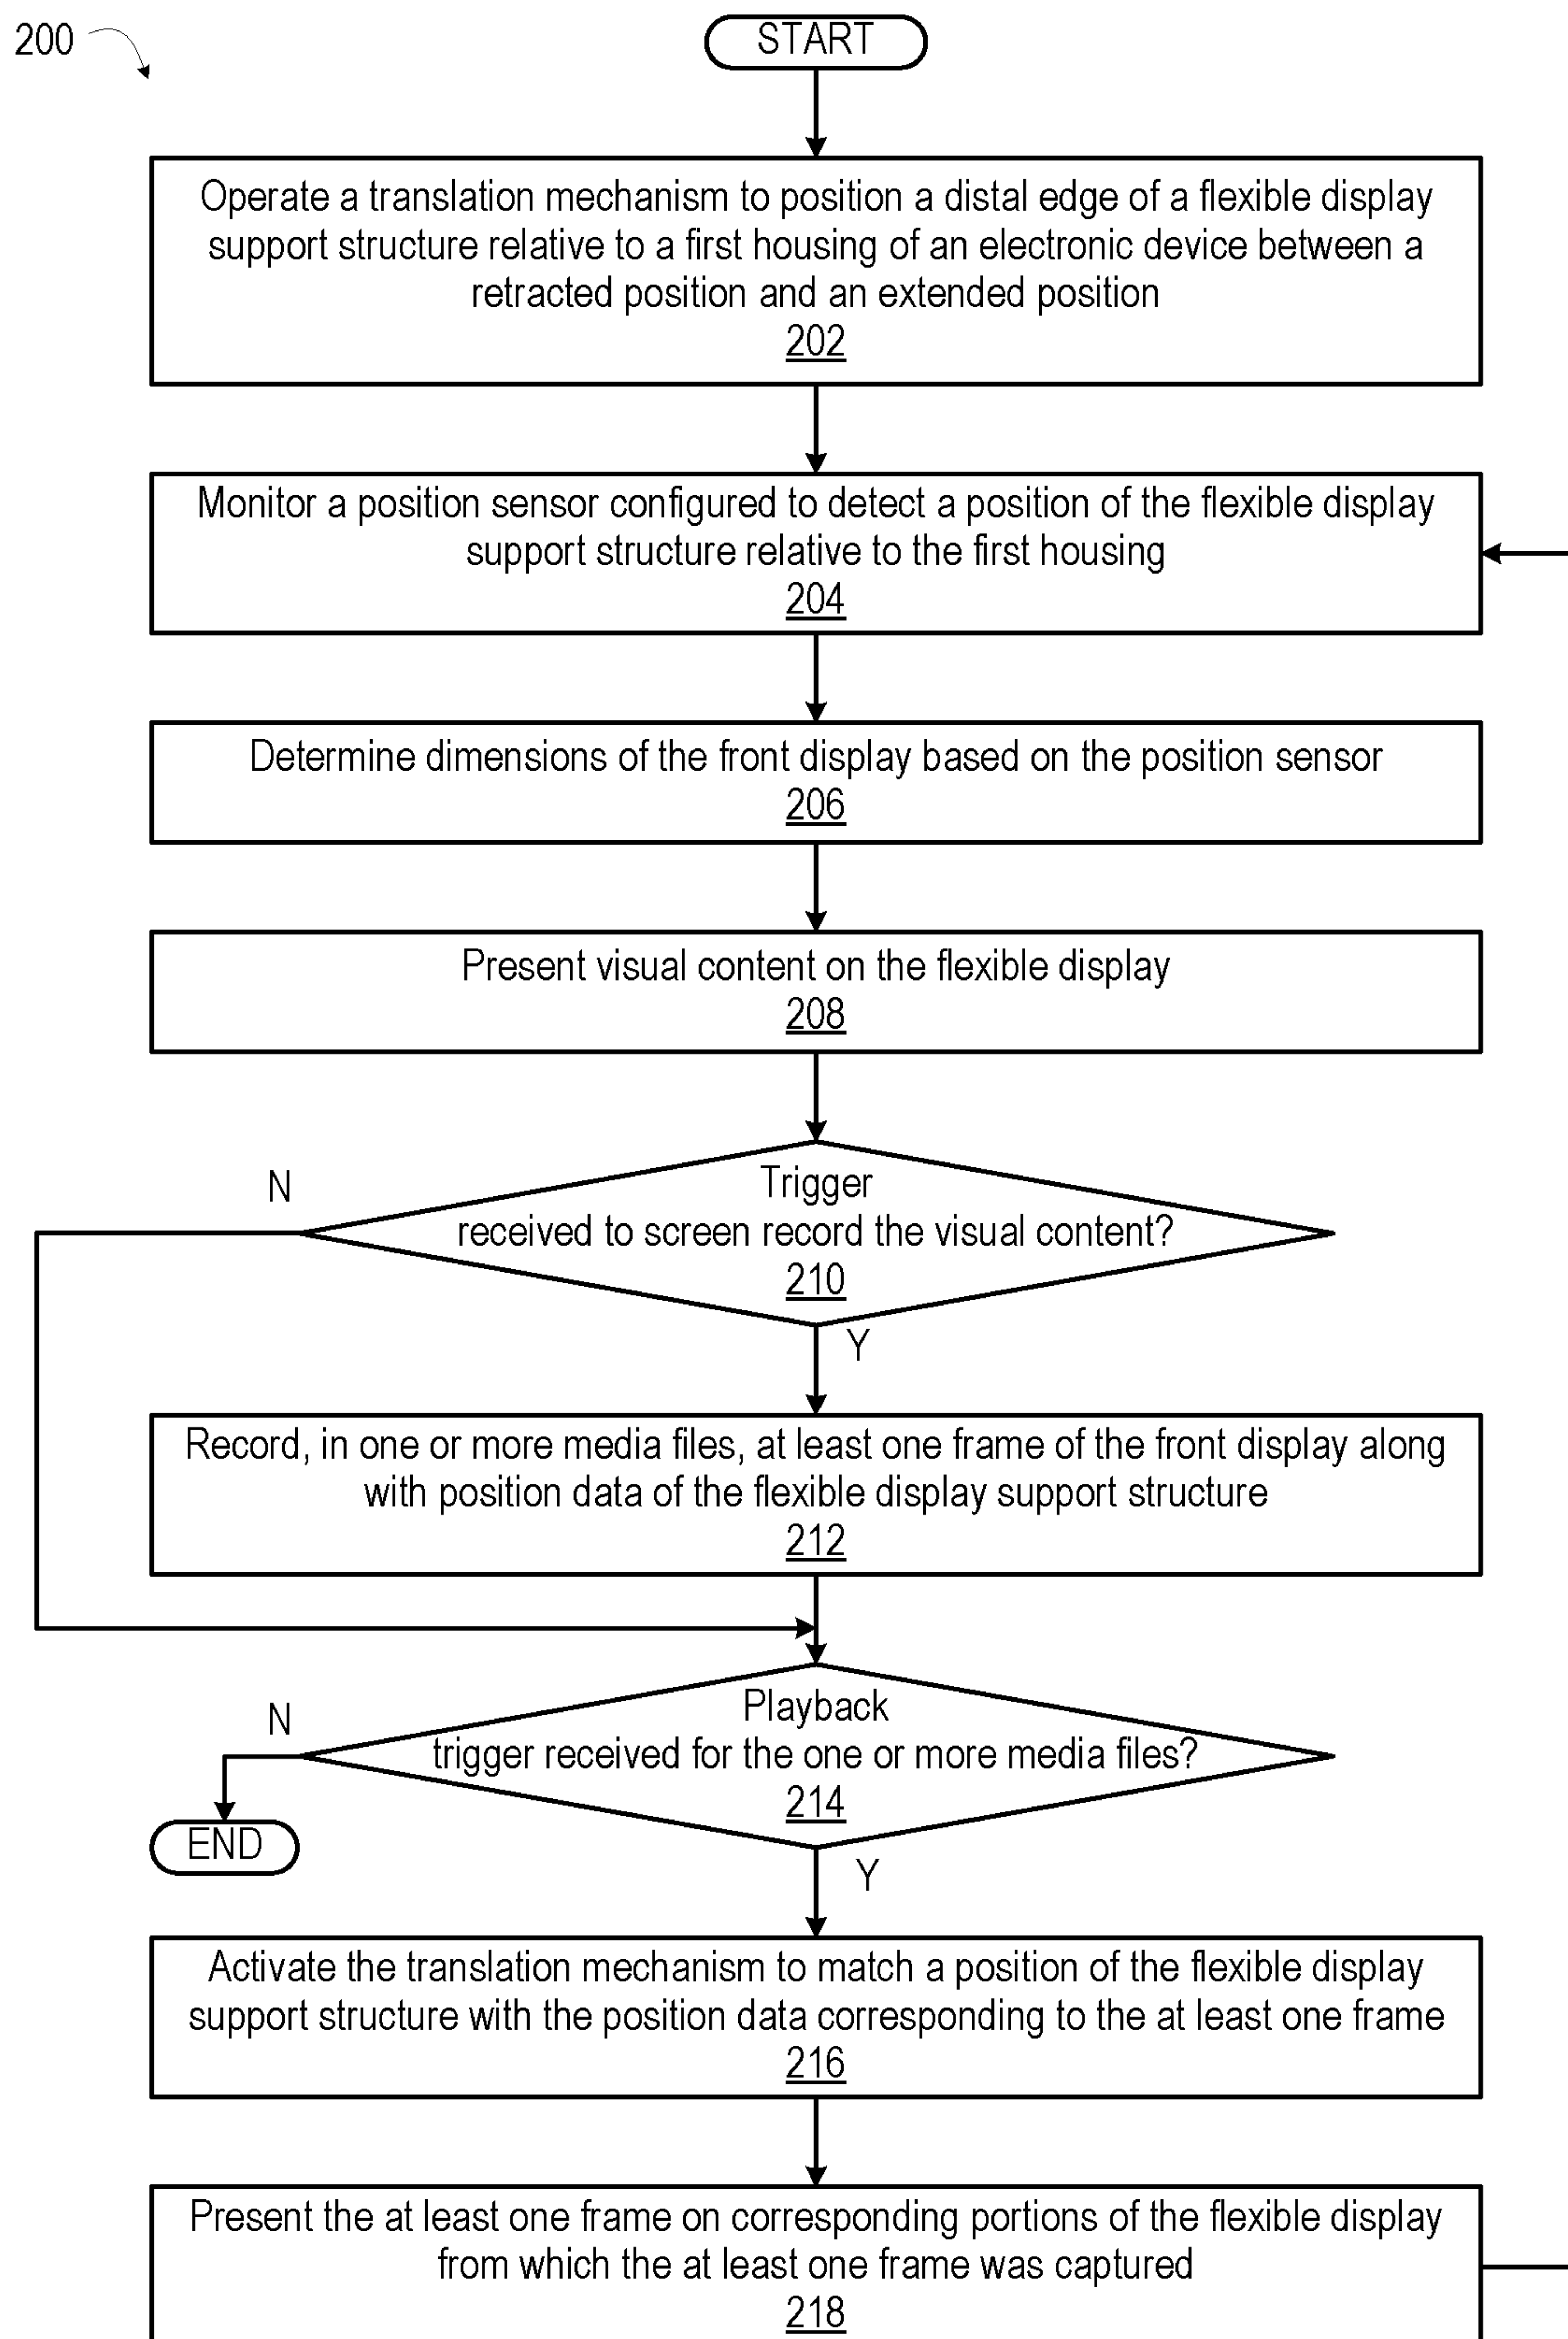 200
START
Operate a translation mechanism to position a distal edge of a flexible display
support structure relative to a first housing of an electronic device between a
retracted position and an extended position
202
Monitor a position sensor configured to detect a position of the flexible display
support structure relative to the first housing
204
Determine dimensions of the front display based on the position sensor
206
Present visual content on the flexible display
208
N
Trigger
received to screen record the visual content?
210
Y
Record, in one or more media files, at least one frame of the front display along
with position data of the flexible display support structure
212
N
Playback
trigger received for the one or more media files?
214
END
Y
Activate the translation mechanism to match a position of the flexible display
support structure with the position data corresponding to the at least one frame
216
Present the at least one frame on corresponding portions of the flexible display
from which the at least one frame was captured
218